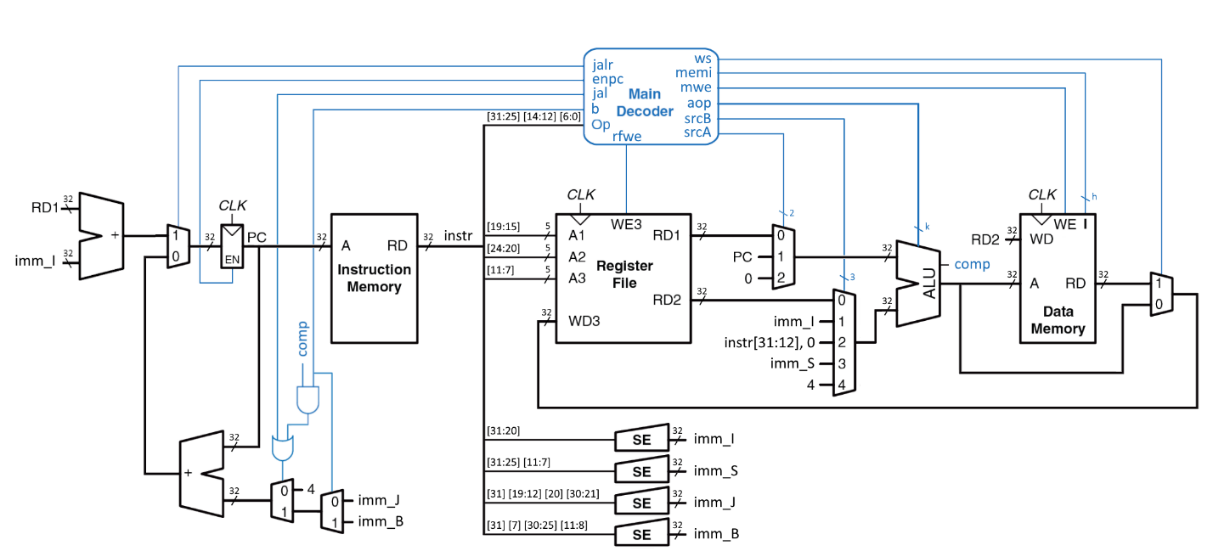 jalr
enpc
jal
b
Op
Main
Decoder
rfwe
ws
memi
mwe
aop
srcB
srcA
[31:25] [14:12] [6:0]
RD1
32
imm_I
32
+
1
0
32
CLK
EN
PC
32
A
RD
Instruction
Memory
32
instr
[19:15]
5
[24:20]
5
[11:7]
5
CLK
WE3
A1
A2
A3
WD3
32
Register
File
RD1
RD2
32
32
2
0
PC
1
0
2
3
0
imm_I
1
instr[31:12], 0
2
imm_S
3
4
4
32
32
k
ALU
comp
CLK
h
WE I
RD2
32
WD
32
A
RD
32
Data
Memory
1
0
comp
32
+
32
0
1
4
0
1
imm_J
imm_B
[31:20]
SE
32
imm_I
[31:25] [11:7]
SE
32
imm_S
[31] [19:12] [20] [30:21]
SE
32
imm_J
[31] [7] [30:25] [11:8]
SE
32
imm_B